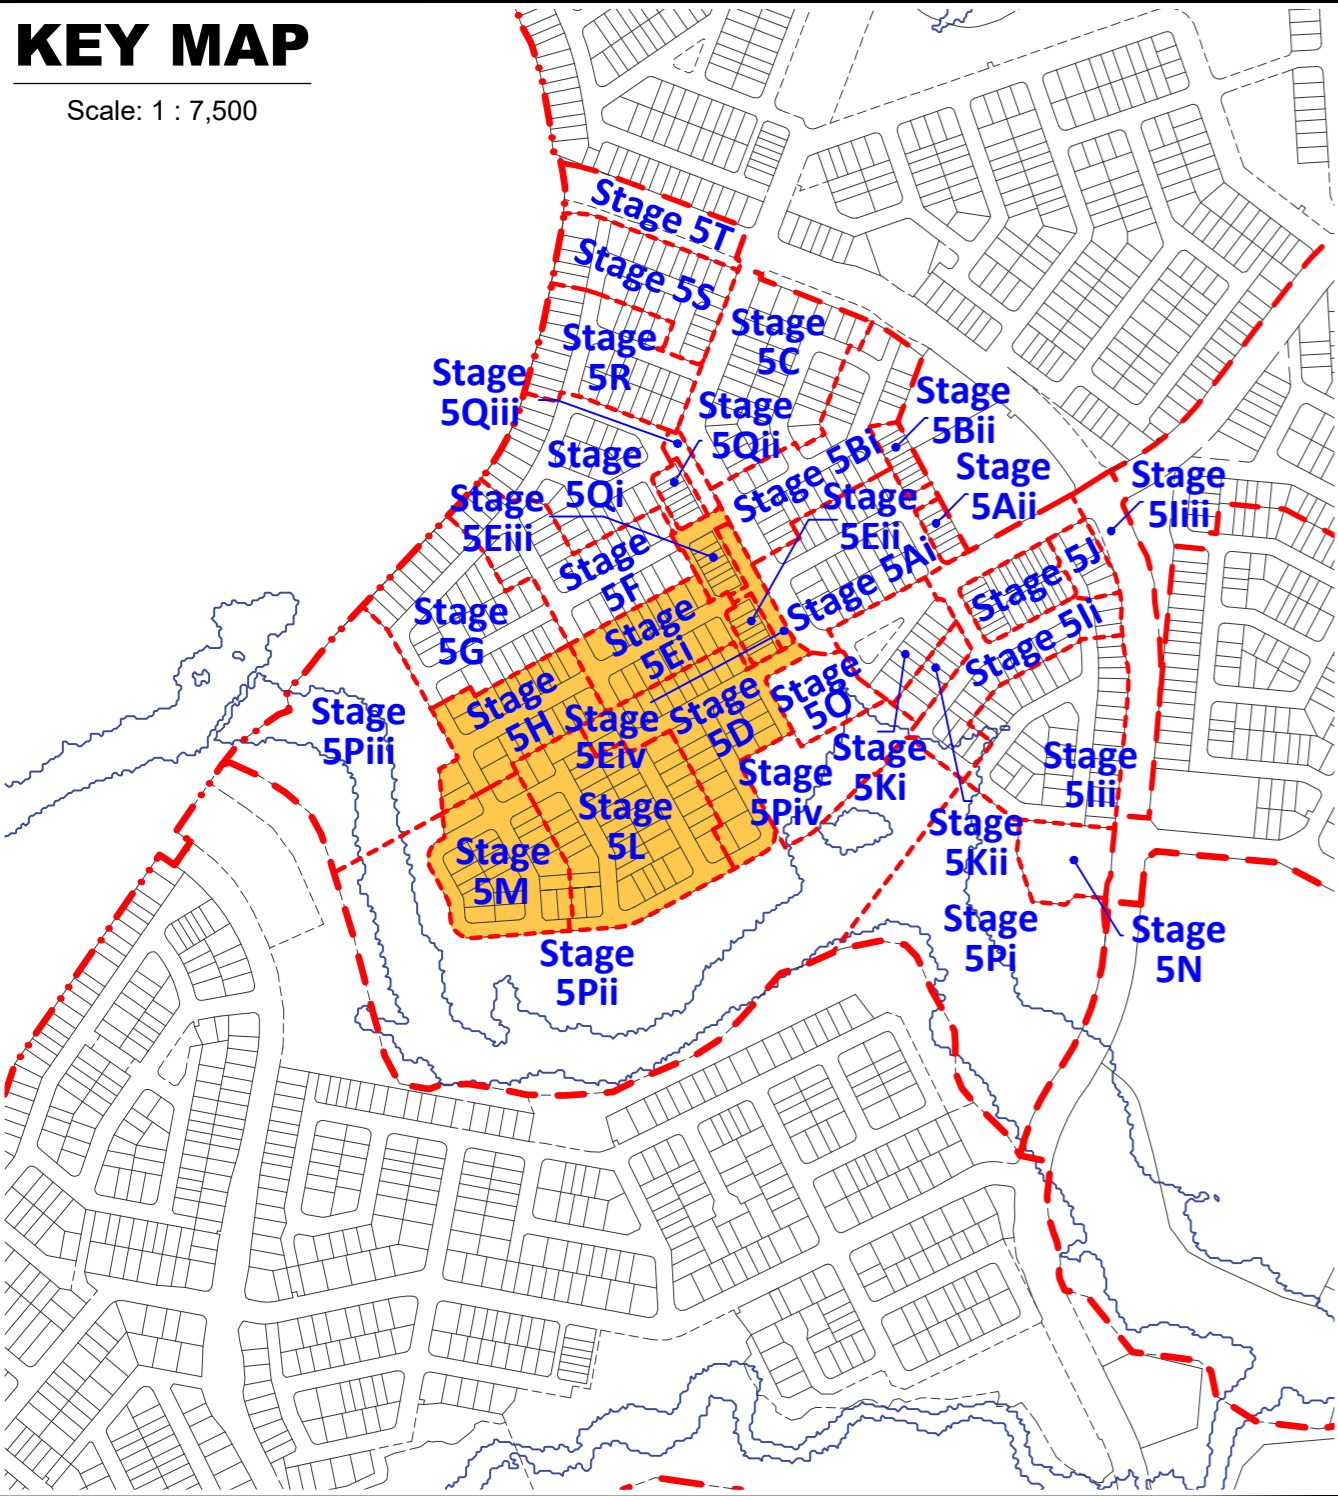 KEY MAP
Scale: 1 : 7,500
Stage 5T
Stage 5S
Stage
5C
Stage
5R
Stage
5Qiii
Stage
5Qii
Stage
5Bii
Stage
5Qi
Stage 5Bi
Stage
5Aii
Stage
5Iiii
Stage
5Eiii
Stage
5Eii
Stage
5F
Stage 5Ai
Stage 5J
Stage
5G
Stage
5Ei
Stage 5Ii
Stage
5H
Stage
5Piii
Stage
5Eiv
Stage
5D
Stage
5O
Stage
5Ki
Stage
5Iii
Stage
5Piv
Stage
5L
Stage
5Kii
Stage
5M
Stage
5Pi
Stage
5N
Stage
5Pii